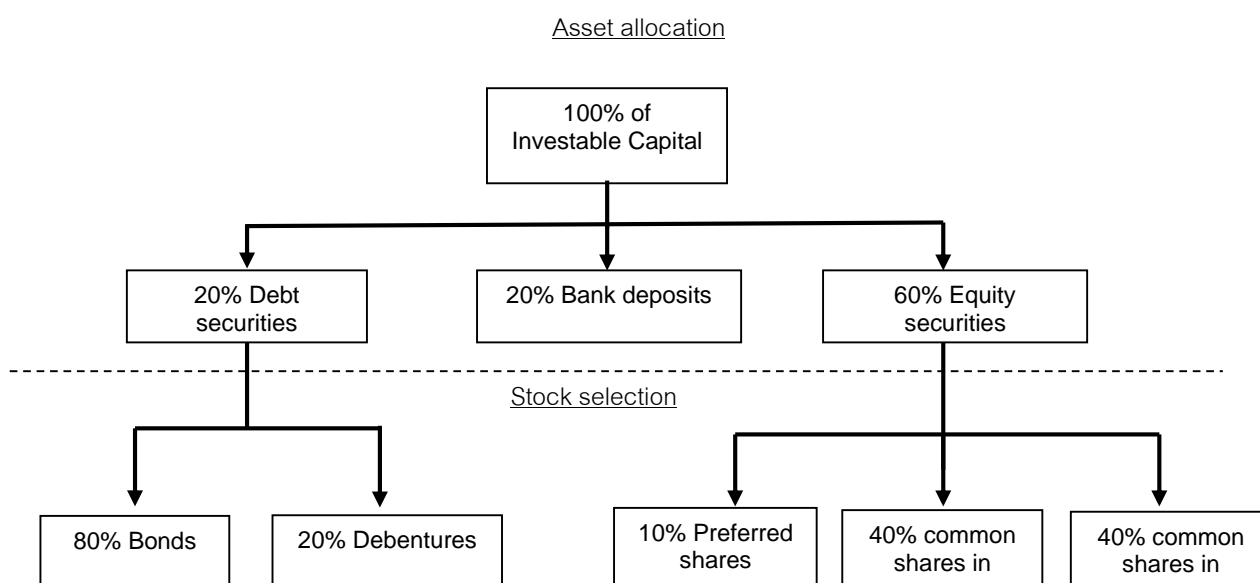 Asset allocation
100% of
Investable Capital
20% Debt
securities
20% Bank deposits
60% Equity
securities
Stock selection
80% Bonds
20% Debentures
10% Preferred
shares
40% common
shares in
40% common
shares in